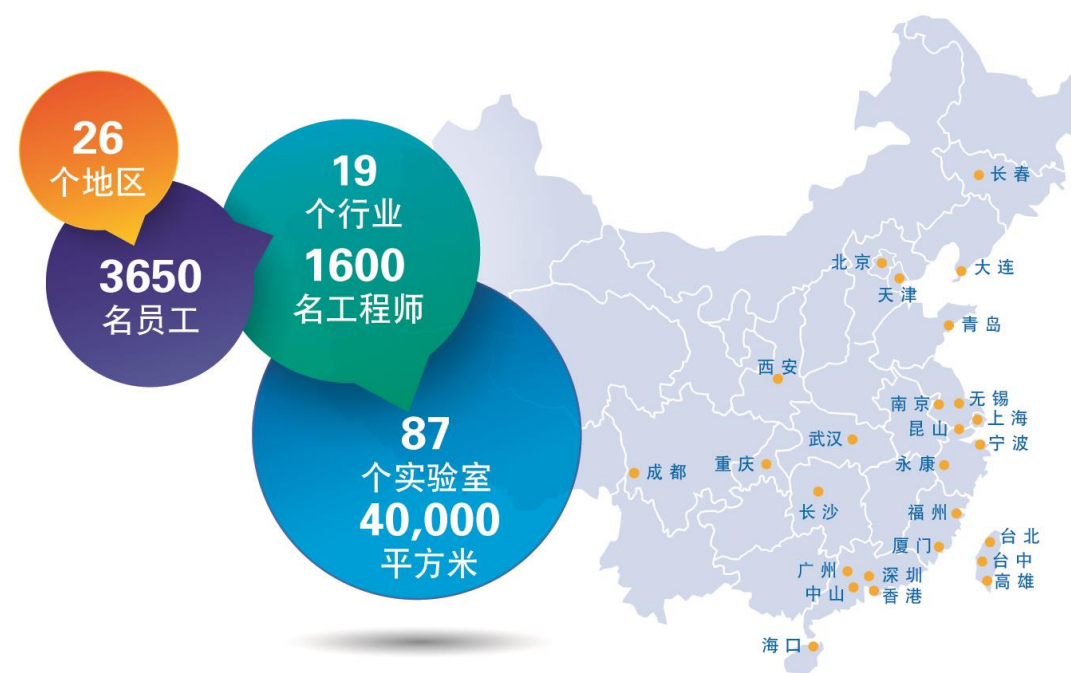 26
个地区
3650
名员工
19
个行业
1600
名工程师
87
个实验室
40,000
平方米
长春
北京
大连
天津
青岛
西安
南京
无锡
上海
昆山
宁波
武汉
重庆
永康
成都
长沙
福州
厦门
台北
台中
高雄
广州
深圳
中山
香港
海口